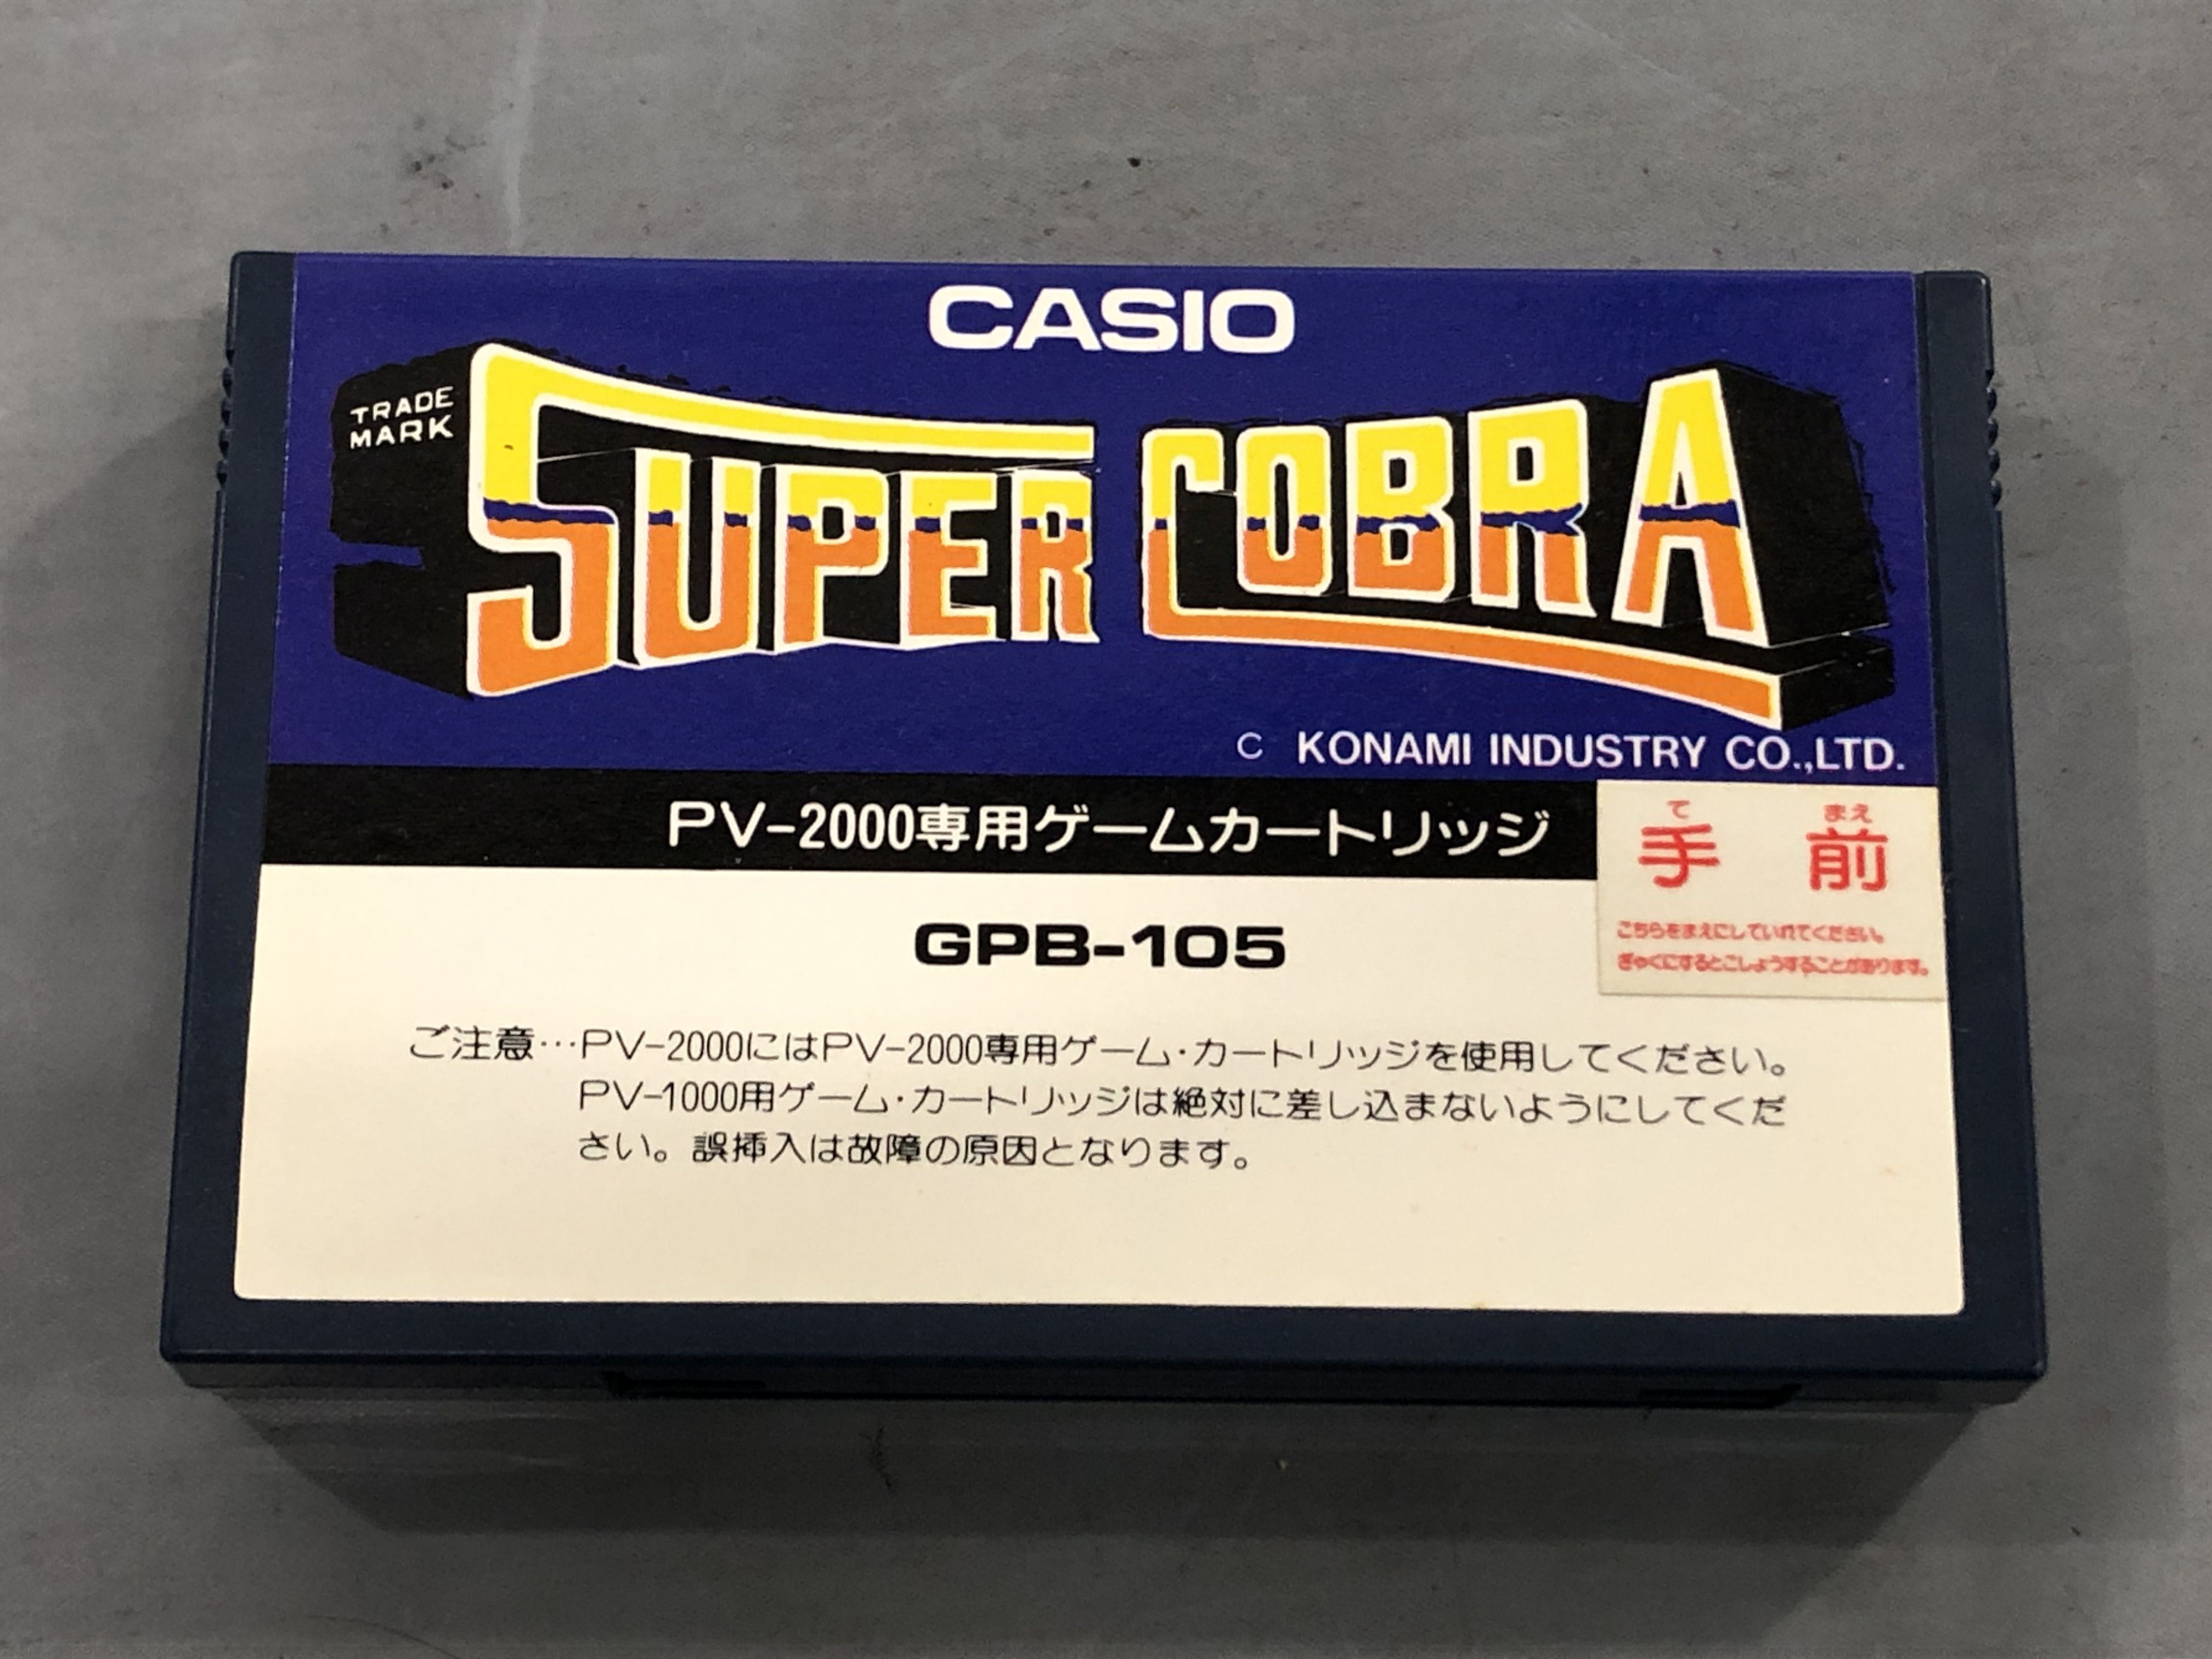 CASIO
TRADE
MARK
SUPER COBRA
C KONAMI INDUSTRY CO.,LTD.
PV-2000専用ゲームカートリッジ
て まえ
手前
こちらをまえにしていれてください。
ぎゃくにするとこしょうすることがあります。
GPB-105
ご注意…PV-2000にはPV-2000専用ゲーム・カートリッジを使用してください。
PV-1000用ゲーム・カートリッジは絶対に差し込まないようにしてくだ
さい。誤挿入は故障の原因となります。